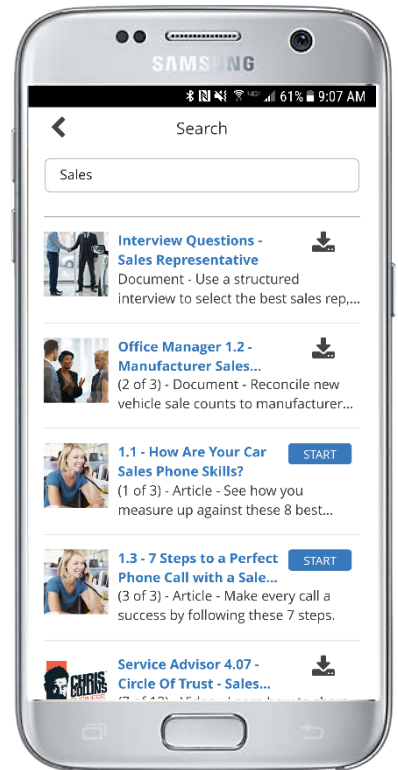 SAMSUNG
4G 61% 9:07 AM
Search
Sales
Interview Questions -
Sales Representative
Document - Use a structured
interview to select the best sales rep,...
Office Manager 1.2 -
Manufacturer Sales...
(2 of 3) - Document - Reconcile new
vehicle sale counts to manufacturer...
1.1 - How Are Your Car
Sales Phone Skills?
START
(1 of 3) - Article - See how you
measure up against these 8 best...
1.3 - 7 Steps to a Perfect
Phone Call with a Sale...
START
(3 of 3) - Article - Make every call a
success by following these 7 steps.
CHRIS
COLLINS
Service Advisor 4.07 -
Circle Of Trust - Sales...